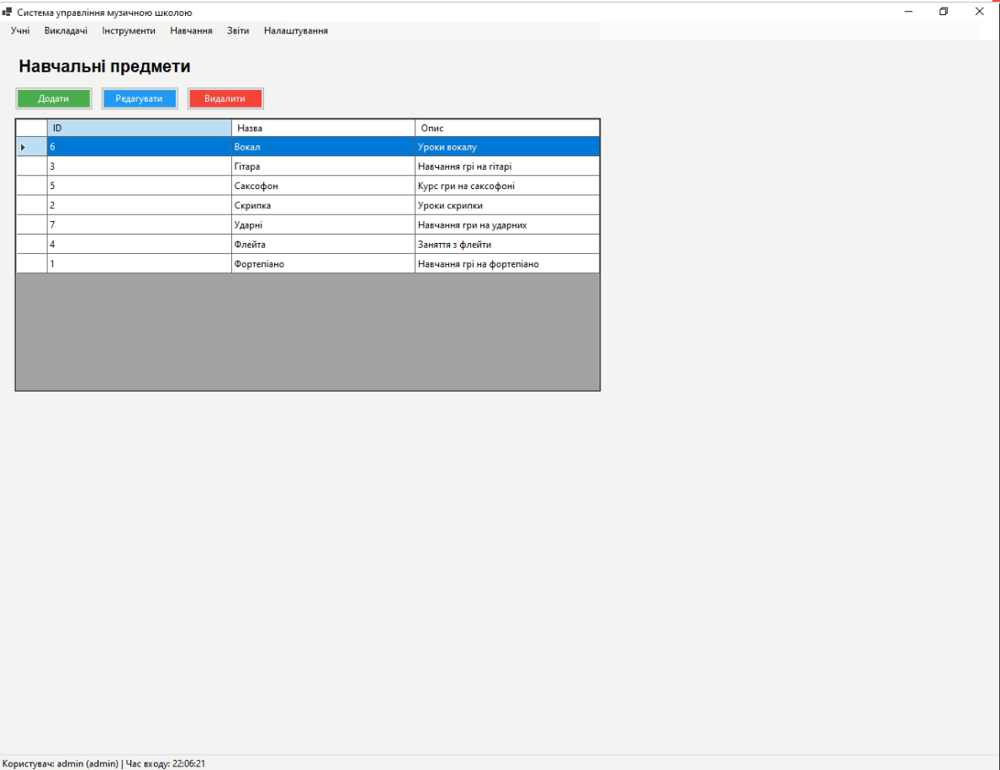 Система управління музичною школою
Учні Викладачі Інструменти Навчання Звіти Налаштування
Навчальні предмети
Додати Редагувати Видалити
ID Назва Опис
6 Вокал Уроки вокалу
3 Гітара Навчання грі на гітарі
5 Саксофон Курс гри на саксофоні
2 Скрипка Уроки скрипки
7 Ударні Навчання гри на ударних
4 Флейта Заняття з флейти
1 Фортепіано Навчання грі на фортепіано
Користувач: admin (admin) | Час входу: 22:06:21